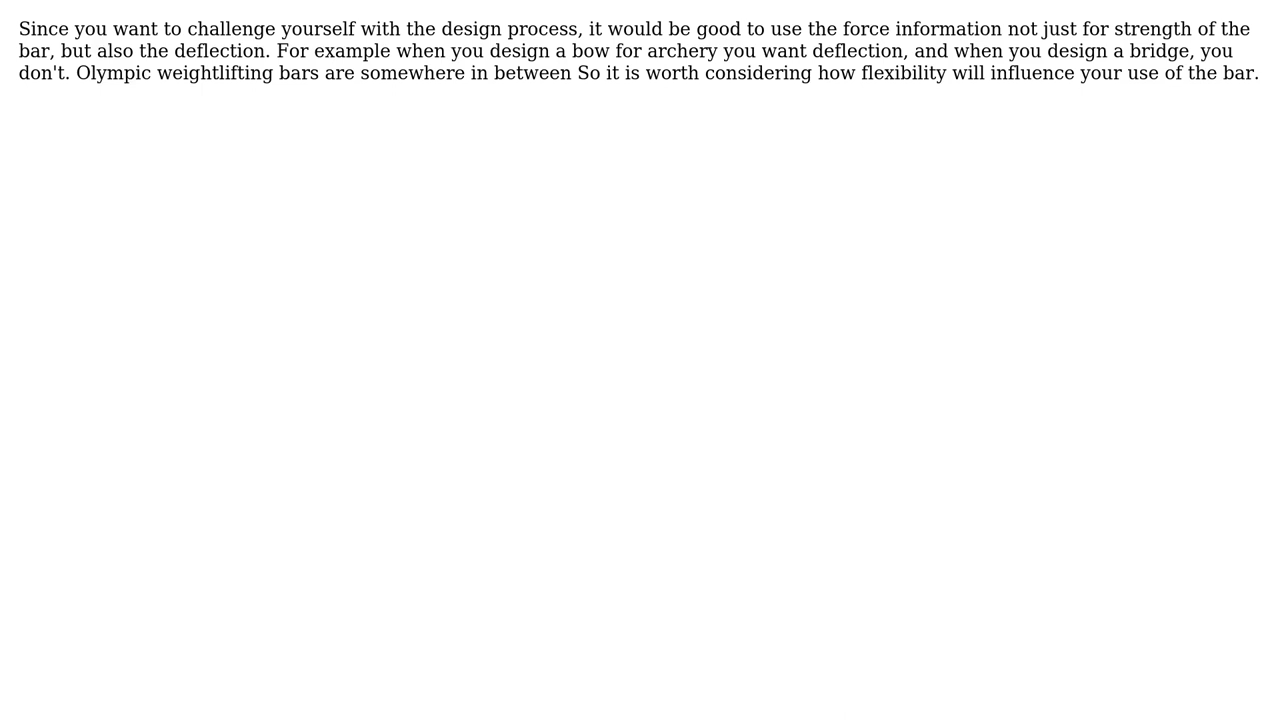 Since you want to challenge yourself with the design process, it would be good to use the force information not just for strength of the
bar, but also the deflection. For example when you design a bow for archery you want deflection, and when you design a bridge, you
don't. Olympic weightlifting bars are somewhere in between So it is worth considering how flexibility will influence your use of the bar.